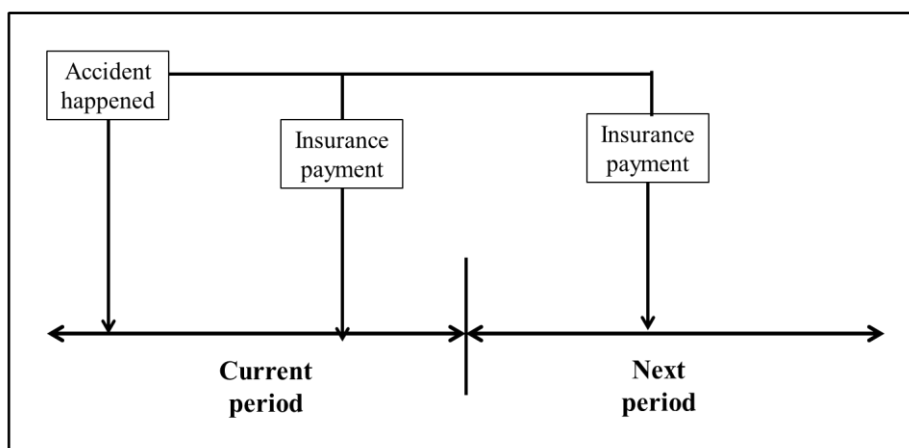 Accident
happened
Insurance
payment
Insurance
payment
Current
period
Next
period